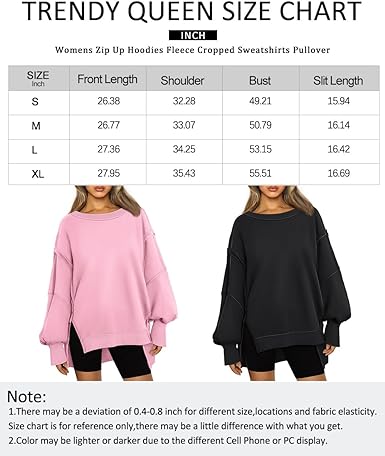 TRENDY QUEEN SIZE CHART
INCH
Womens Zip Up Hoodies Fleece Cropped Sweatshirts Pullover
SIZE Inch Front Length Shoulder Bust Slit Length
S 26.38 32.28 49.21 15.94
M 26.77 33.07 50.79 16.14
L 27.36 34.25 53.15 16.42
XL 27.95 35.43 55.51 16.69
Note:
1.There may be a deviation of 0.4-0.8 inch for different size,locations and fabric elasticity.
Size chart is for reference only,there may be a little difference with what you get.
2.Color may be lighter or darker due to the different Cell Phone or PC display.